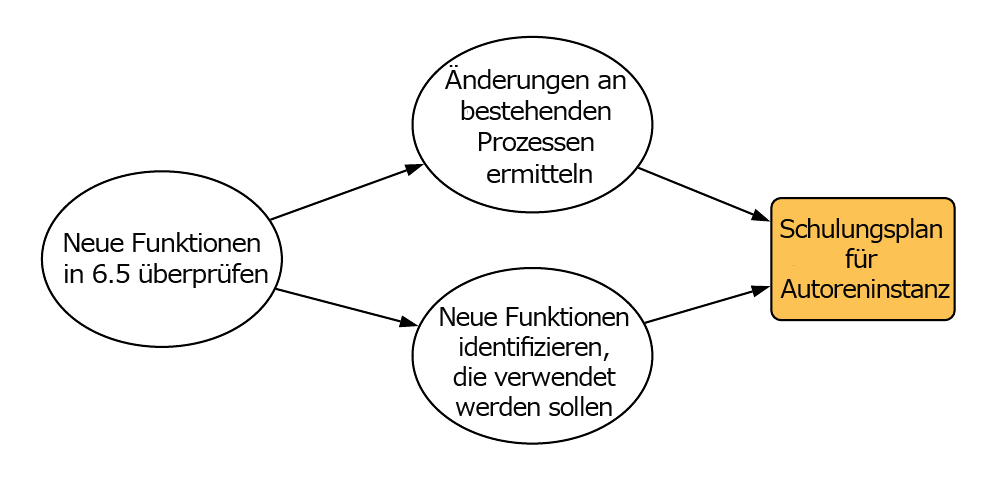 Neue Funktionen
in 6.5 überprüfen
Änderungen an
bestehenden
Prozessen
ermitteln
Neue Funktionen
identifizieren,
die verwendet
werden sollen
Schulungsplan
für
Autoreninstanz